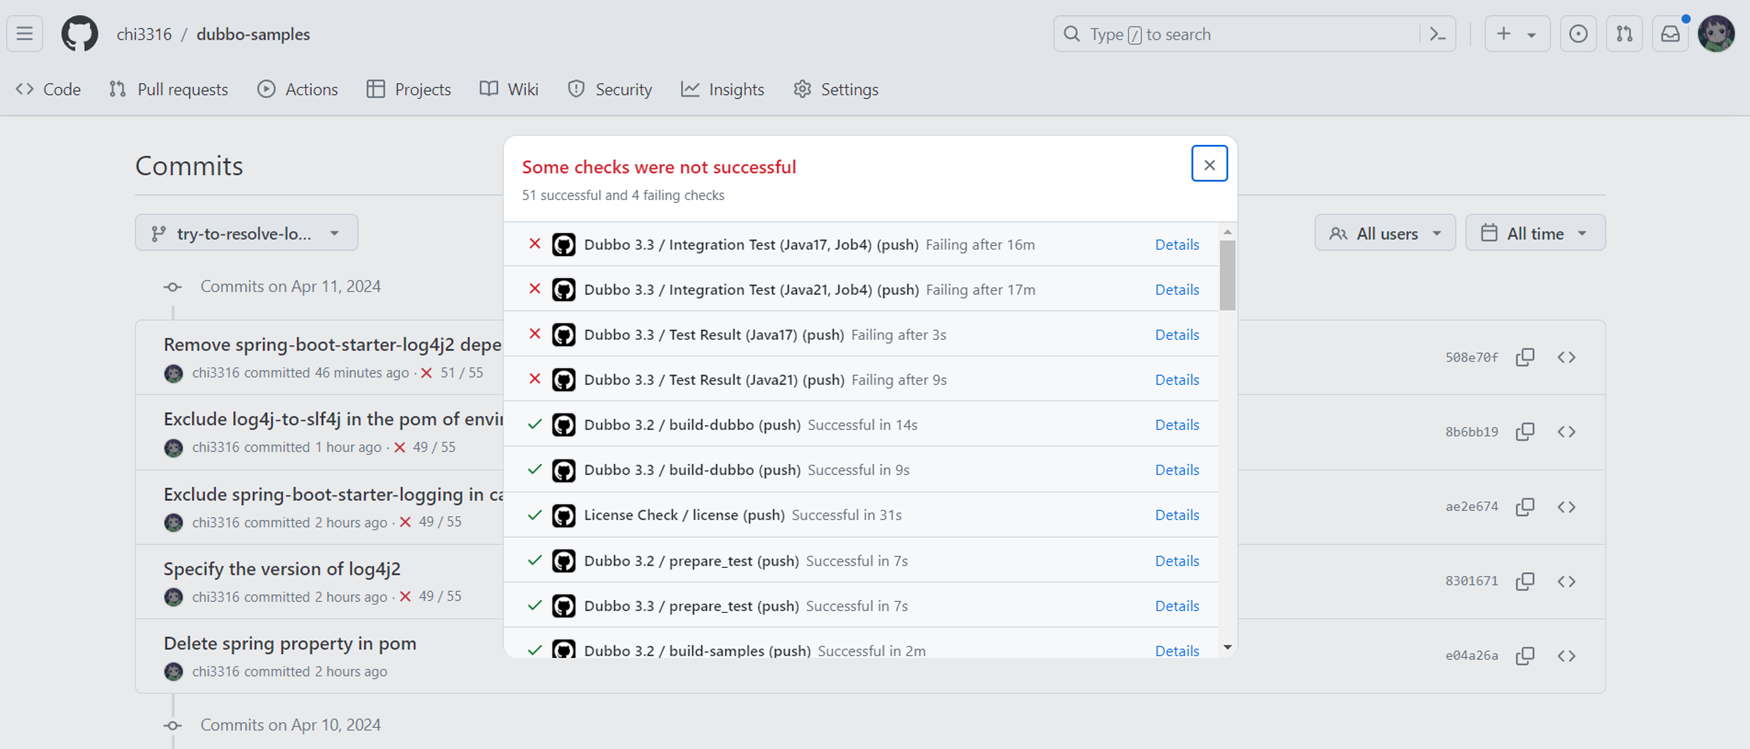 chi3316 / dubbo-samples
Type / to search
Code Pull requests Actions Projects Wiki Security Insights Settings
Commits
try-to-resolve-lo...
All users All time
Commits on Apr 11, 2024
Remove spring-boot-starter-log4j2 depe
chi3316 committed 46 minutes ago · 51 / 55
508e70f
Exclude log4j-to-slf4j in the pom of envi
chi3316 committed 1 hour ago · 49 / 55
8b6bb19
Exclude spring-boot-starter-logging in ca
chi3316 committed 2 hours ago · 49 / 55
ae2e674
Specify the version of log4j2
chi3316 committed 2 hours ago · 49 / 55
8301671
Delete spring property in pom
chi3316 committed 2 hours ago
e04a26a
Commits on Apr 10, 2024
Some checks were not successful
51 successful and 4 failing checks
Dubbo 3.3 / Integration Test (Java17, Job4) (push) Failing after 16m Details
Dubbo 3.3 / Integration Test (Java21, Job4) (push) Failing after 17m Details
Dubbo 3.3 / Test Result (Java17) (push) Failing after 3s Details
Dubbo 3.3 / Test Result (Java21) (push) Failing after 9s Details
Dubbo 3.2 / build-dubbo (push) Successful in 14s Details
Dubbo 3.3 / build-dubbo (push) Successful in 9s Details
License Check / license (push) Successful in 31s Details
Dubbo 3.2 / prepare_test (push) Successful in 7s Details
Dubbo 3.3 / prepare_test (push) Successful in 7s Details
Dubbo 3.2 / build-samples (push) Successful in 2m Details